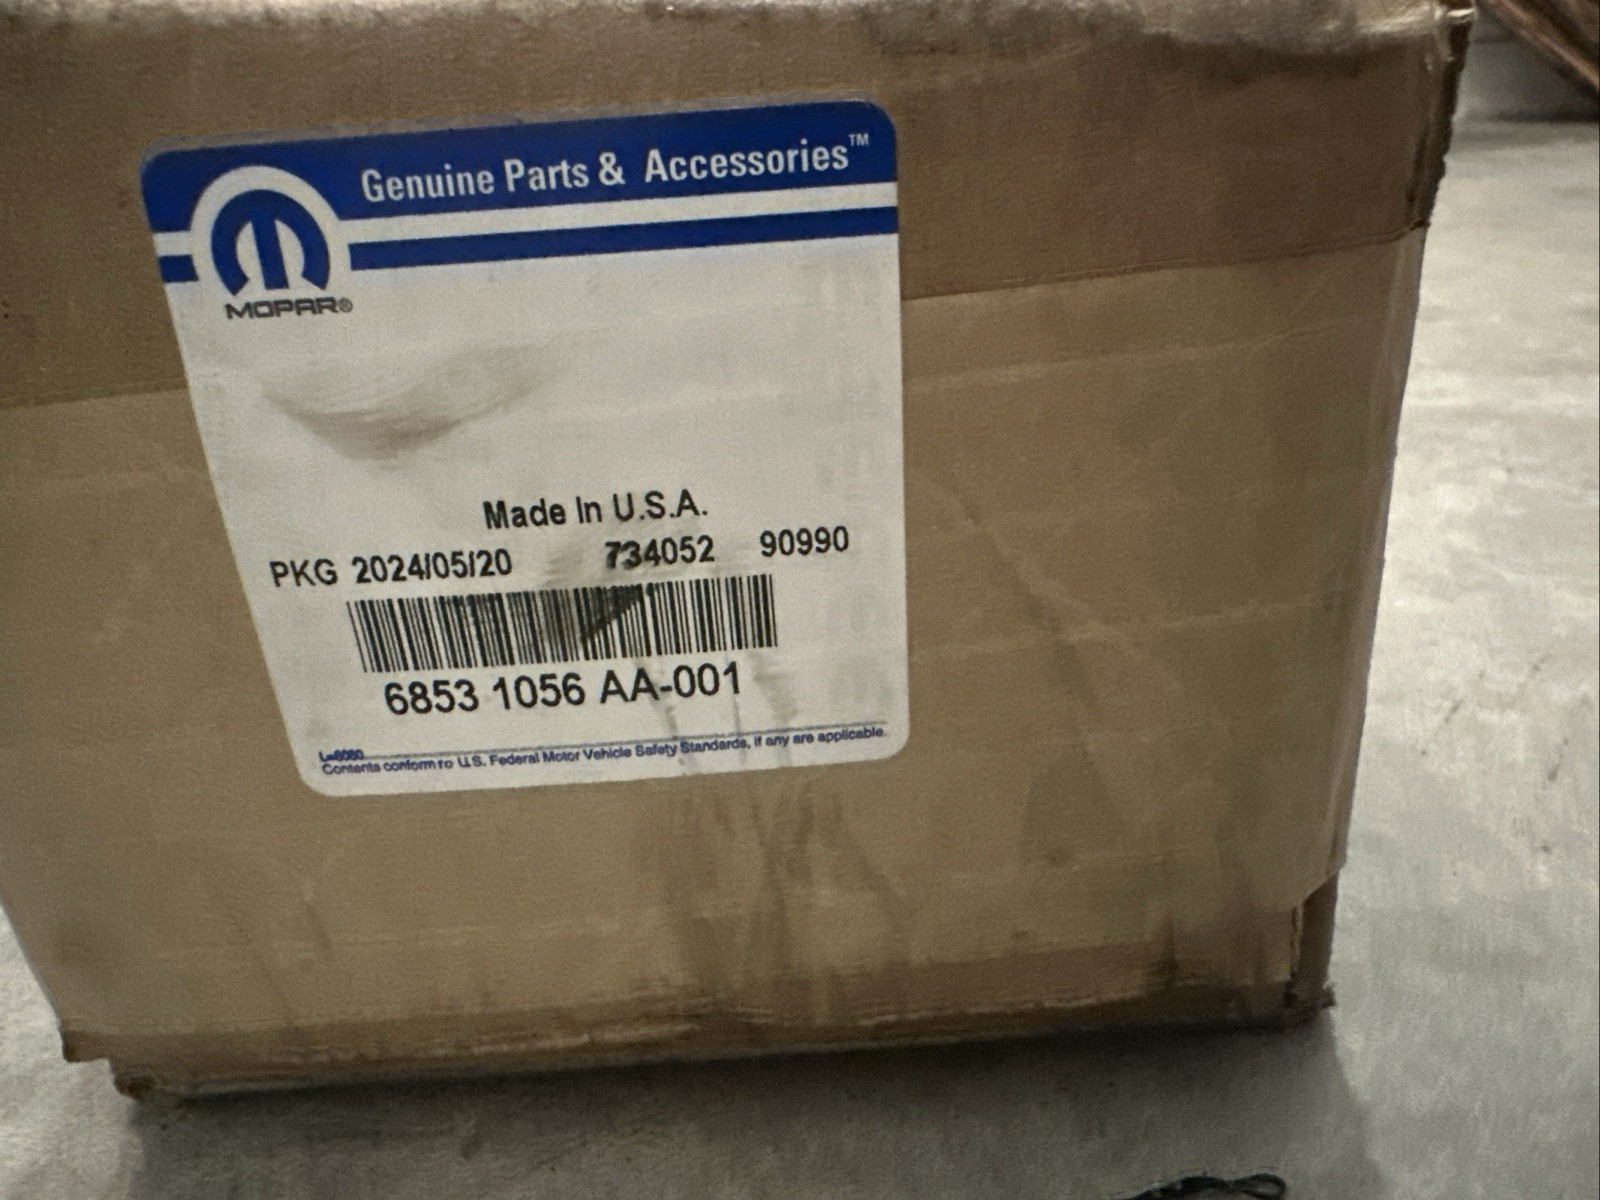 Genuine Parts & Accessories™
MOPAR®
Made In U.S.A.
PKG 2024/05/20 734052 90990
6853 1056 AA-001
Contents conform to U.S. Federal Motor Vehicle Safety Standards, if any are applicable.